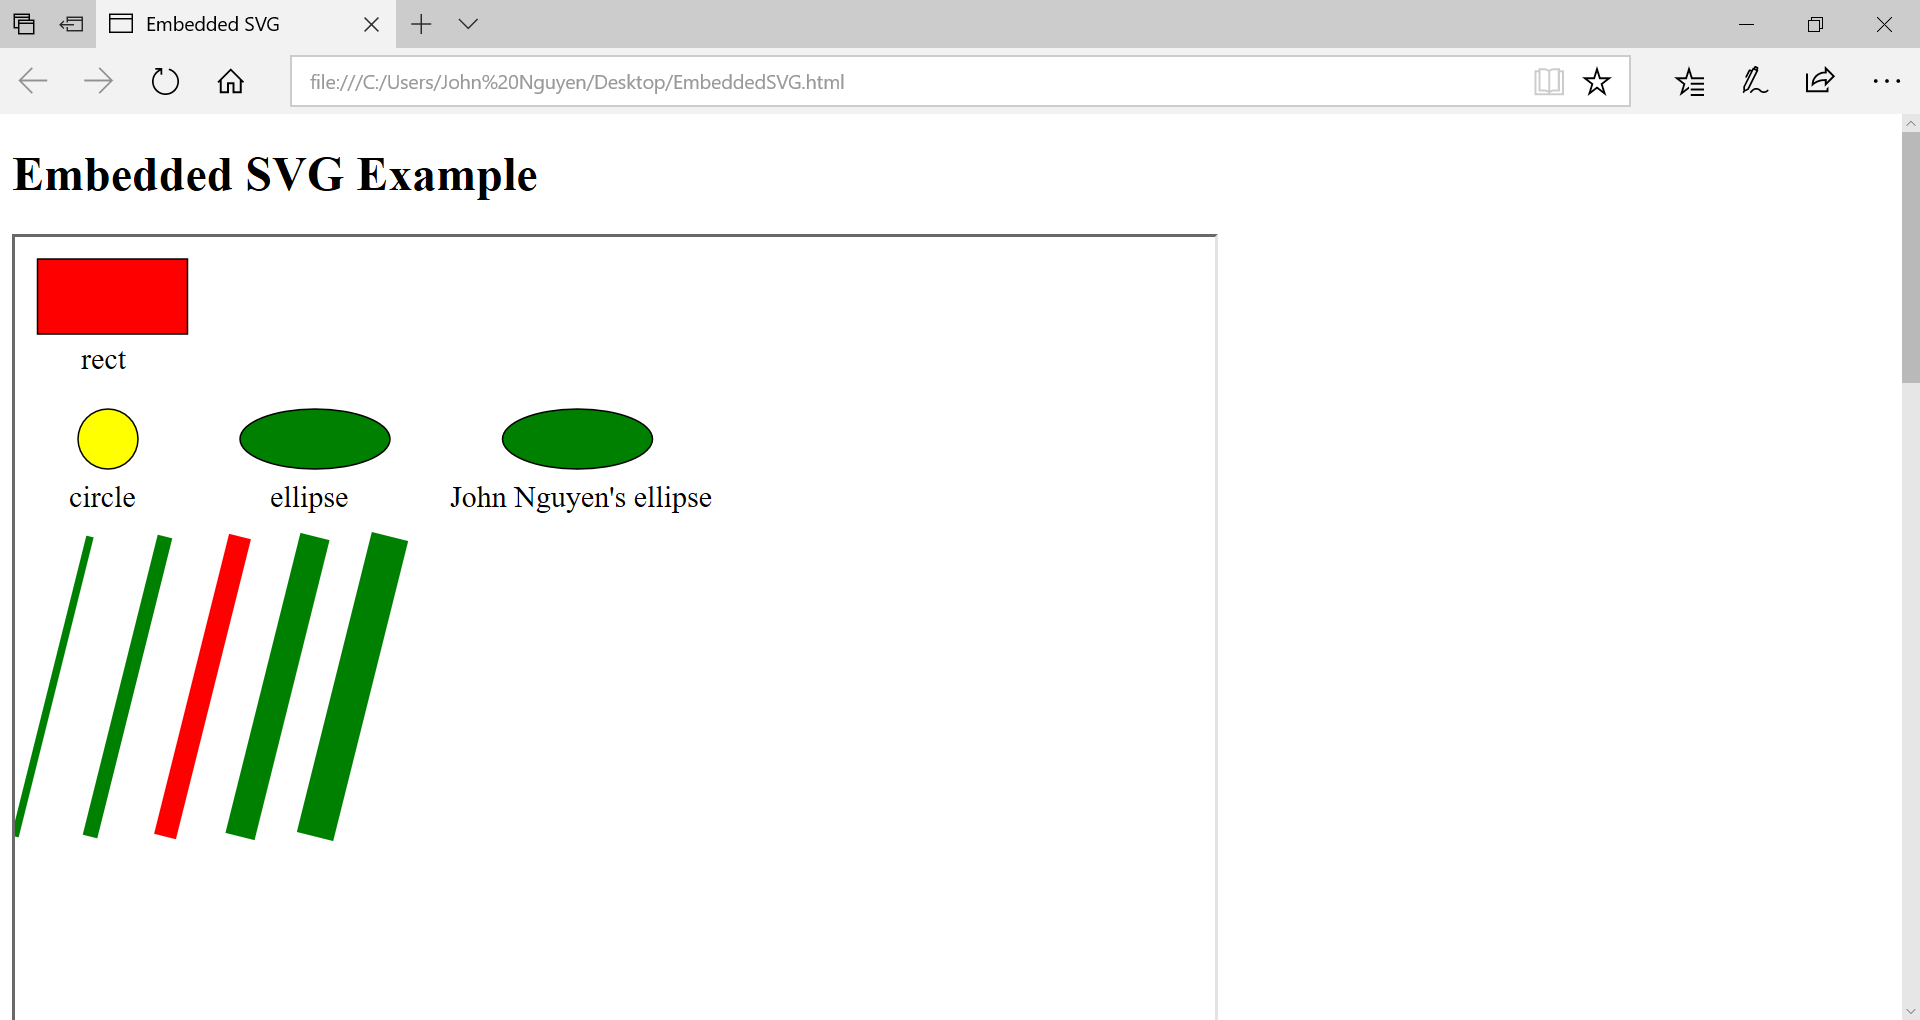 Embedded SVG
file:///C:/Users/John%20Nguyen/Desktop/EmbeddedSVG.html
Embedded SVG Example
rect
circle
ellipse
John Nguyen's ellipse